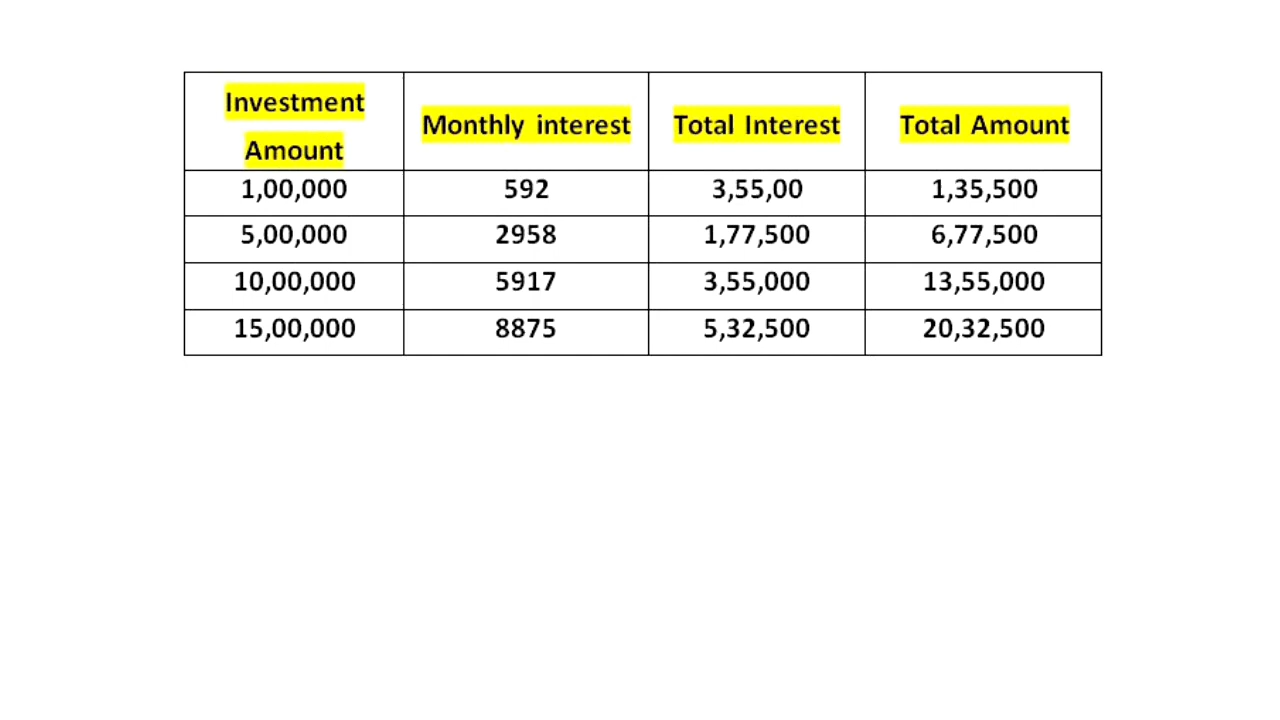 Investment Amount Monthly interest Total Interest Total Amount
1,00,000 592 3,55,00 1,35,500
5,00,000 2958 1,77,500 6,77,500
10,00,000 5917 3,55,000 13,55,000
15,00,000 8875 5,32,500 20,32,500